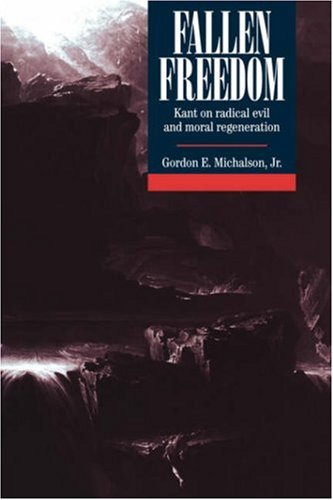 FALLEN
FREEDOM
Kant on radical evil
and moral regeneration
Gordon E. Michalson, Jr.